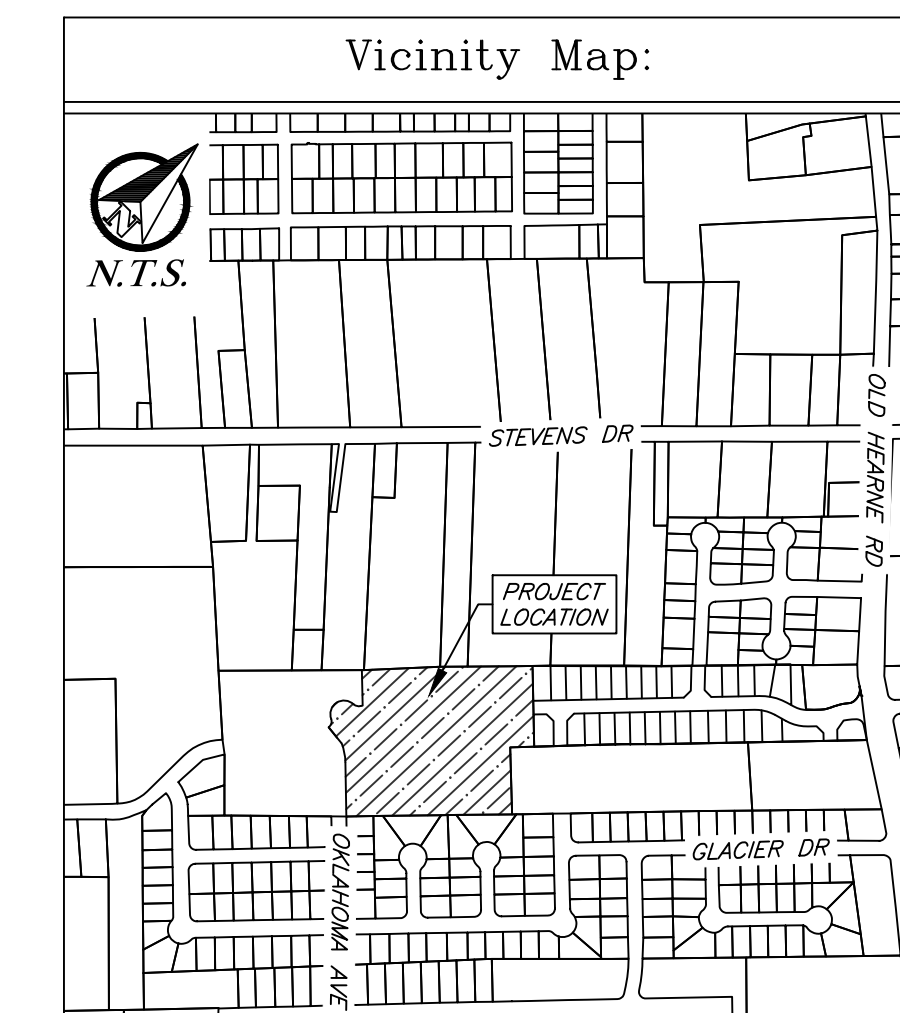 Vicinity Map:
N
N.T.S.
STEVENS DR
OLD HEARNE RD
PROJECT
LOCATION
GLACIER DR
OKLAHOMA AVE